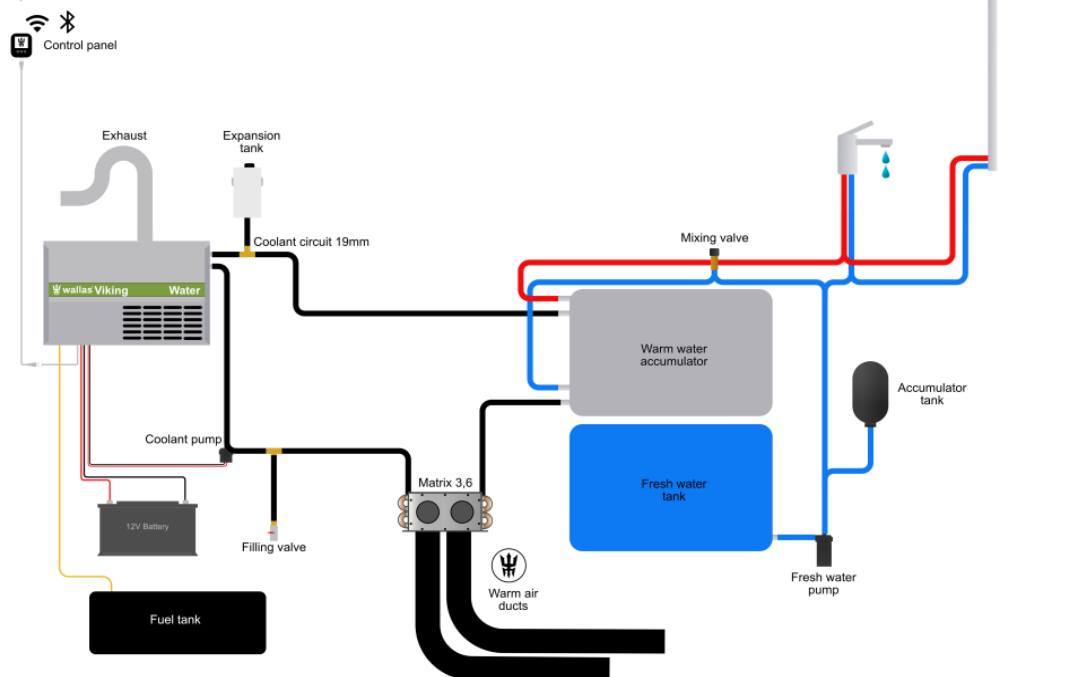 Control panel
Exhaust
Expansion
tank
Coolant circuit 19mm
wallas Viking
Water
Mixing valve
Warm water
accumulator
Accumulator
tank
Coolant pump
Matrix 3,6
Fresh water
tank
12V Battery
Filling valve
Warm air
ducts
Fresh water
pump
Fuel tank